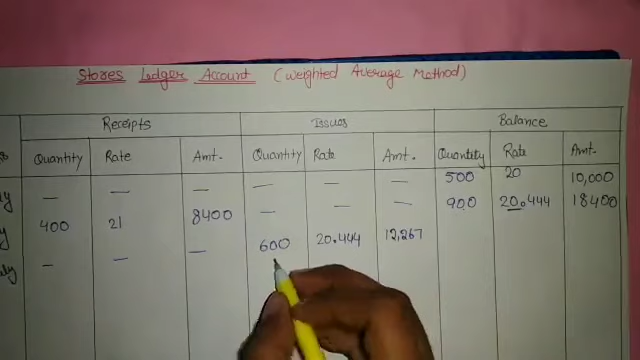 Stores Ledger Account (Weighted Average Method)
Receipts Issues Balance
Quantity Rate Amt. Quantity Rate Amt. Quantity Rate Amt.
— — — — — — 500 20 10,000
— — — 900 20.444 18400
400 21 8400
600 20.444 12,267
— — —